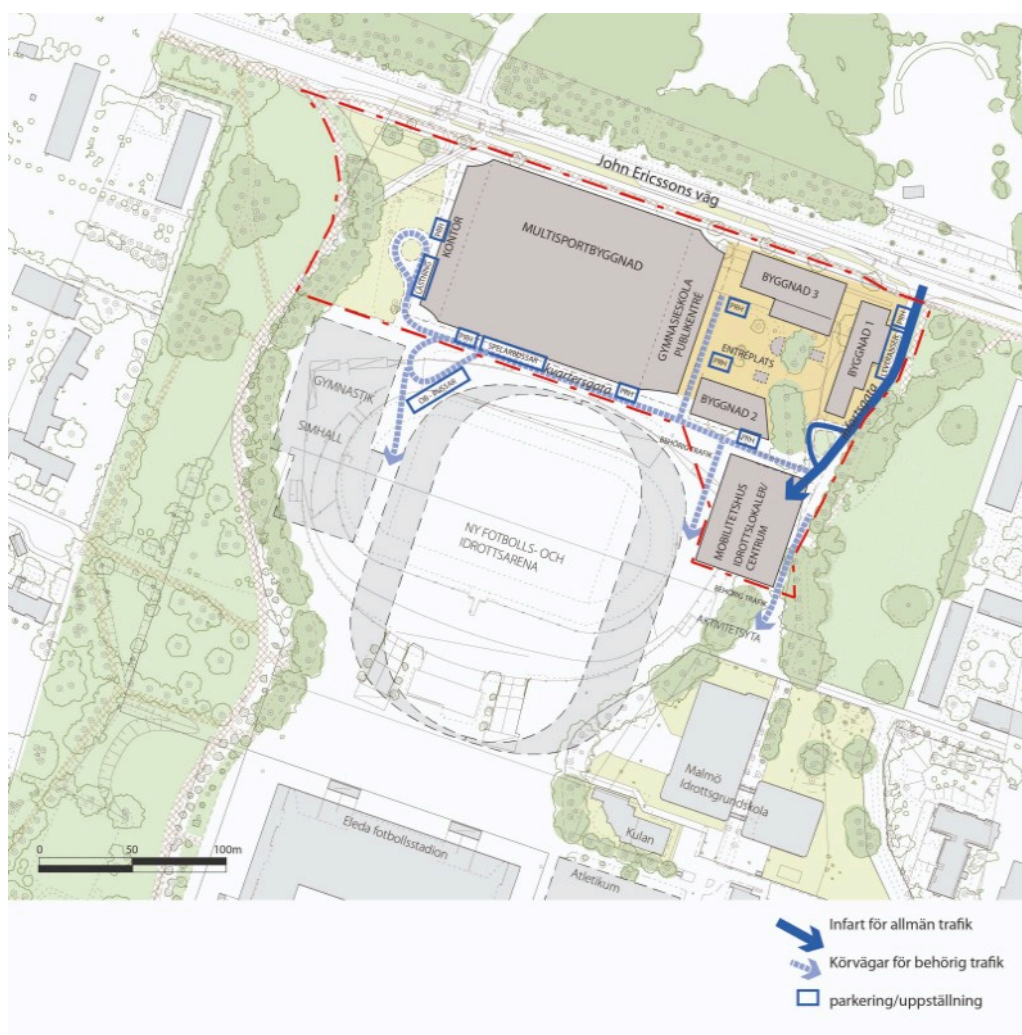 John Ericssons väg
MULTISPORTBYGGNAD
KONTOR
PRH
LASTNING
GYMNASIESKOLA
PUBLIKENTRÉ
BYGGNAD 3
BYGGNAD 1
PRH
LEVERANSER
PRH
ENTRÉPLATS
PRH
BYGGNAD 2
PRH
SPELARBUSSAR
kvartersgata
PRH
OB - BUSSAR
PRH
BEHÖRIG TRAFIK
GYMNASTIK
SIMHALL
NY FOTBOLLS- OCH
IDROTTSARENA
MOBILITETSHUS
IDROTTSLOKALER/
CENTRUM
BEHÖRIG TRAFIK
AKTIVITETSYTA
Malmö
Idrottsgrundskola
Kulan
Eleda fotbollsstadion
Atletikum
0 50 100m
Infart för allmän trafik
Körvägar för behörig trafik
parkering/uppställning